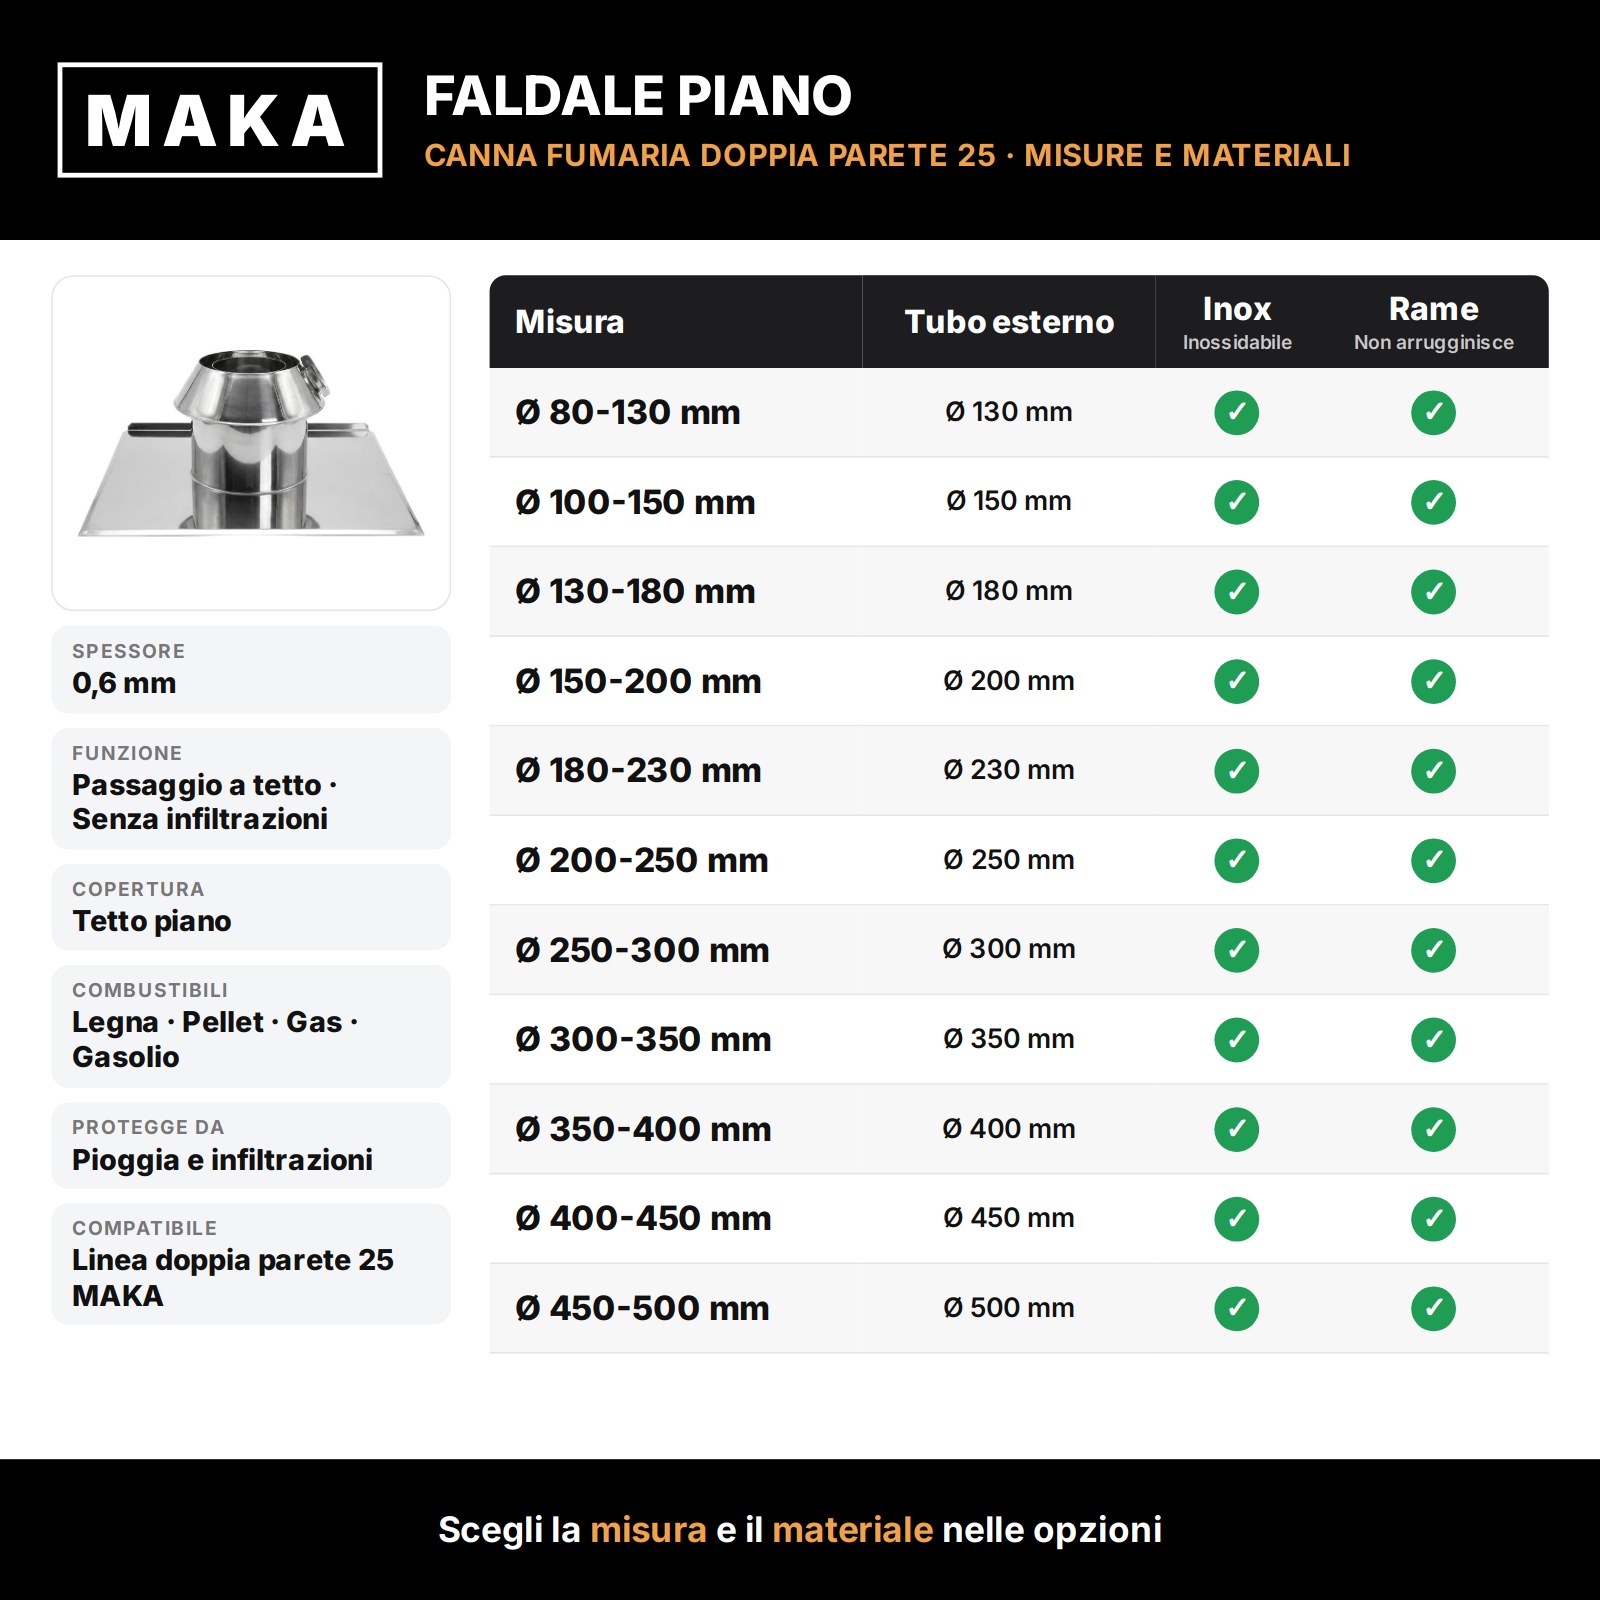 MAKA
FALDALE PIANO
CANNA FUMARIA DOPPIA PARETE 25 · MISURE E MATERIALI
SPESSORE
0,6 mm
FUNZIONE
Passaggio a tetto ·
Senza infiltrazioni
COPERTURA
Tetto piano
COMBUSTIBILI
Legna · Pellet · Gas ·
Gasolio
PROTEGGE DA
Pioggia e infiltrazioni
COMPATIBILE
Linea doppia parete 25
MAKA
Misura Tubo esterno Inox Rame
Inossidabile Non arrugginisce
Ø 80-130 mm Ø 130 mm ✓ ✓
Ø 100-150 mm Ø 150 mm ✓ ✓
Ø 130-180 mm Ø 180 mm ✓ ✓
Ø 150-200 mm Ø 200 mm ✓ ✓
Ø 180-230 mm Ø 230 mm ✓ ✓
Ø 200-250 mm Ø 250 mm ✓ ✓
Ø 250-300 mm Ø 300 mm ✓ ✓
Ø 300-350 mm Ø 350 mm ✓ ✓
Ø 350-400 mm Ø 400 mm ✓ ✓
Ø 400-450 mm Ø 450 mm ✓ ✓
Ø 450-500 mm Ø 500 mm ✓ ✓
Scegli la misura e il materiale nelle opzioni